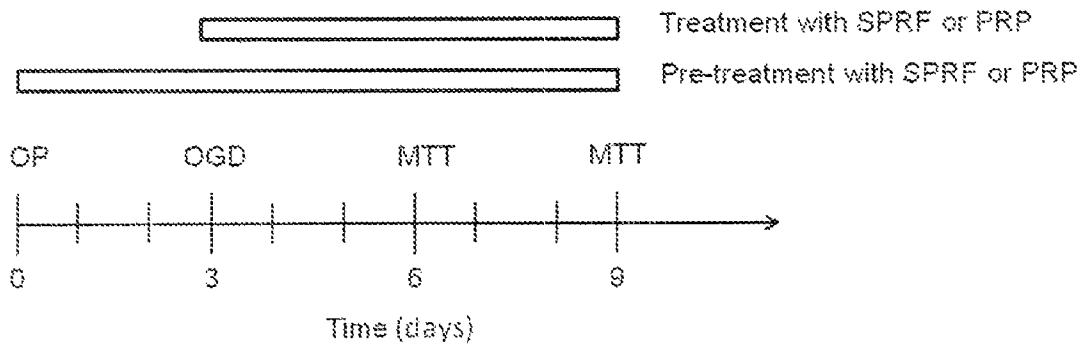 Treatment with SPRF or PRP
Pre-treatment with SPRF or PRP
OP OGD MTT MTT
0 3 6 9
Time (days)